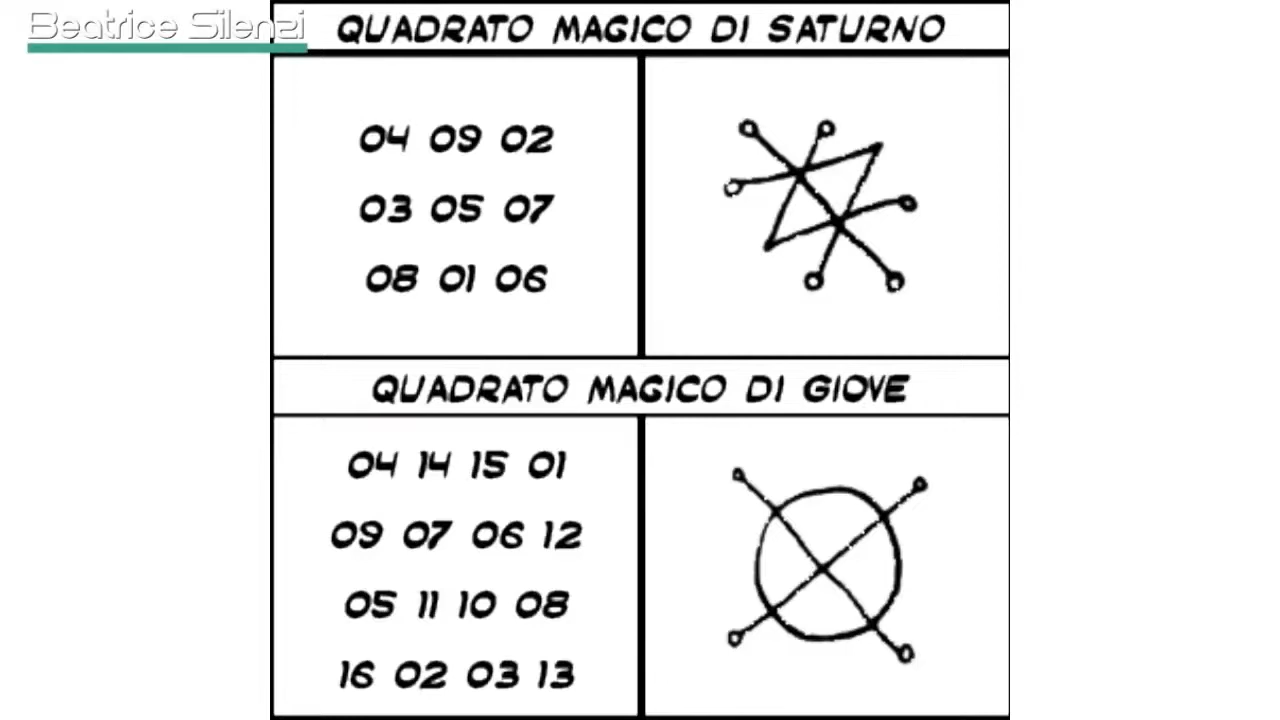 Beatrice Silenzi
QUADRATO MAGICO DI SATURNO
04 09 02
03 05 07
08 01 06
QUADRATO MAGICO DI GIOVE
04 14 15 01
09 07 06 12
05 11 10 08
16 02 03 13